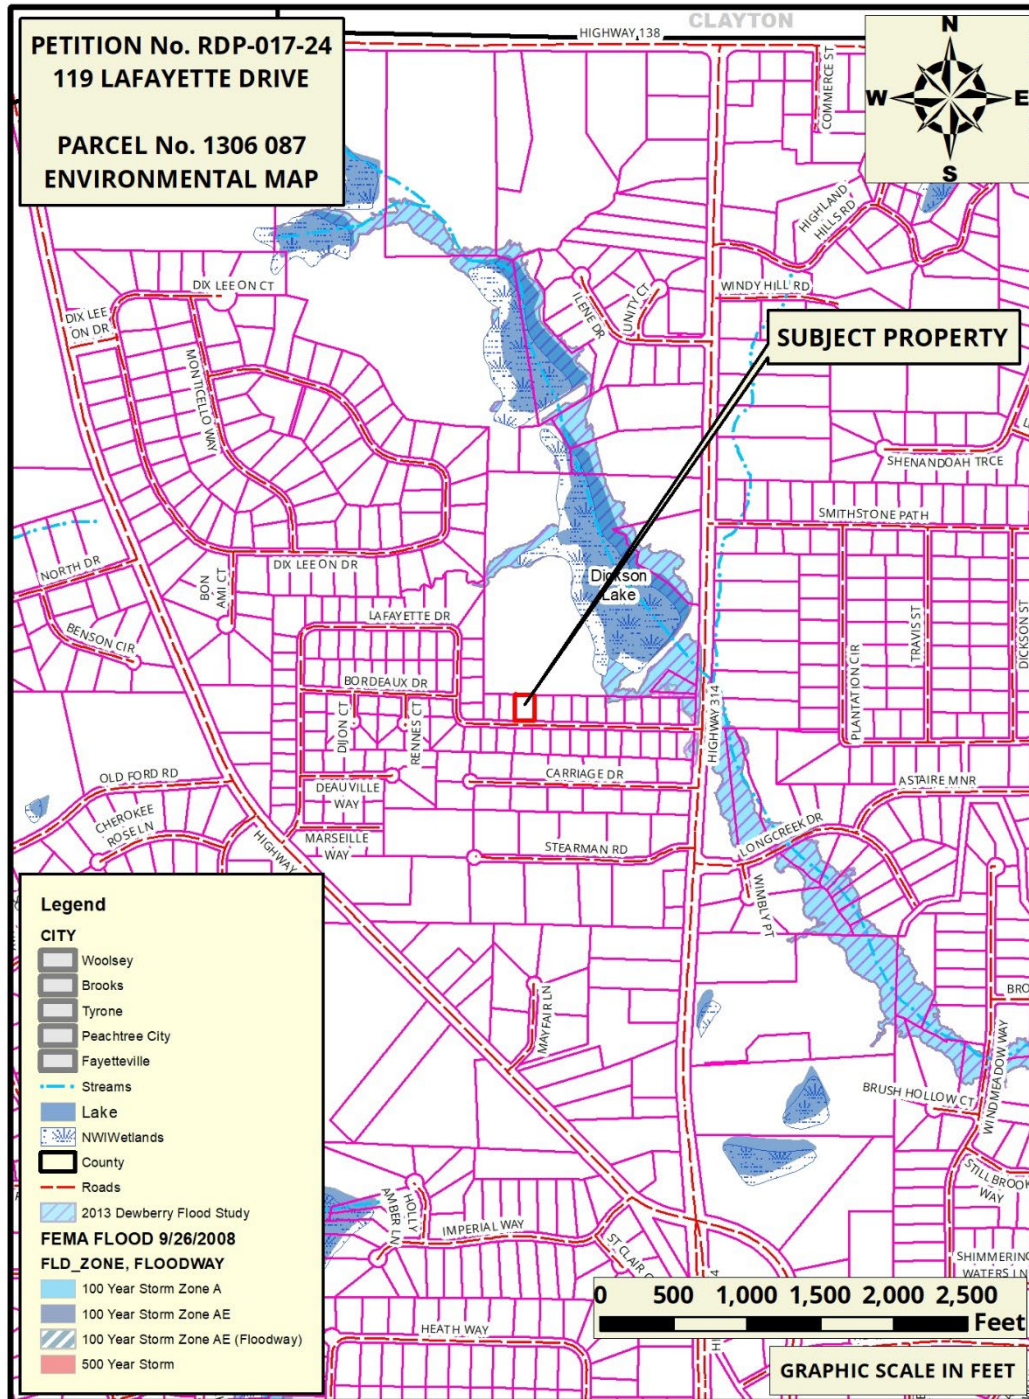 CLAYTON
PETITION No. RDP-017-24
119 LAFAYETTE DRIVE
PARCEL No. 1306 087
ENVIRONMENTAL MAP
HIGHWAY 138
COMMERCE ST
N
W
E
S
HIGHLAND
HILLS RD
DIX LEE ON CT
DIX LEE
ON DR
ILENE DR
UNITY CT
WINDY HILL RD
SUBJECT PROPERTY
MONTICELLO WAY
SHENANDOAH TRCE
SMITHSTONE PATH
NORTH DR
BON
AMI CT
DIX LEE ON DR
Dickson
Lake
BENSON CIR
LAFAYETTE DR
PLANTATION CIR
TRAVIS ST
DICKSON ST
BORDEAUX DR
DIJON CT
RENNES CT
HIGHWAY 314
OLD FORD RD
DEAUVILLE
WAY
CARRIAGE DR
ASTAIRE MNR
CHEROKEE
ROSE LN
HIGHWAY
MARSEILLE
WAY
STEARMAN RD
LONGCREEK DR
WIMBLY PT
MAYFAIR LN
BRO
WINDMEADOW WAY
BRUSH HOLLOW CT
STILLBROOK
WAY
HOLLY
AMBER LN
IMPERIAL WAY
ST CLAIR
SHIMMERING
WATERS LN
HEATH WAY
Legend
CITY
Woolsey
Brooks
Tyrone
Peachtree City
Fayetteville
Streams
Lake
NWIWetlands
County
Roads
2013 Dewberry Flood Study
FEMA FLOOD 9/26/2008
FLD_ZONE, FLOODWAY
100 Year Storm Zone A
100 Year Storm Zone AE
100 Year Storm Zone AE (Floodway)
500 Year Storm
0 500 1,000 1,500 2,000 2,500
Feet
GRAPHIC SCALE IN FEET